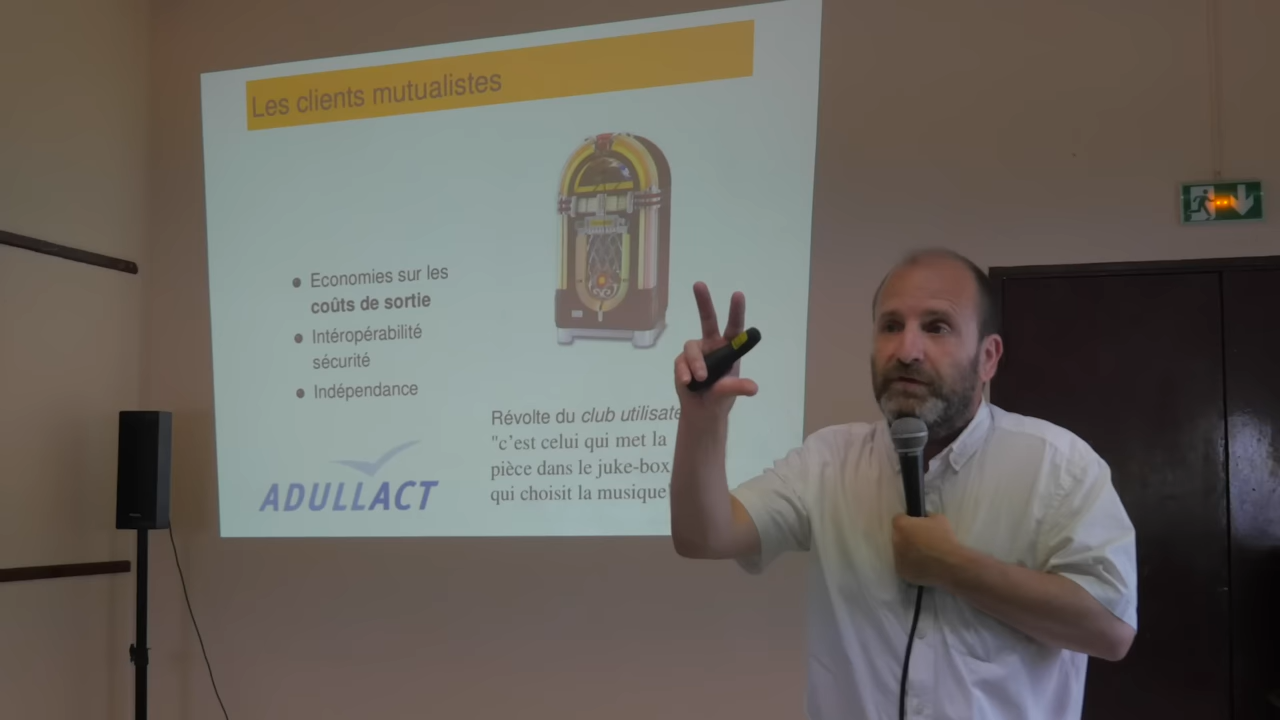 Les clients mutualistes
Economies sur les
coûts de sortie
Intéropérabilité
sécurité
Indépendance
Révolte du club utilisate
"c'est celui qui met la
pièce dans le juke-box
qui choisit la musique"
ADULLACT